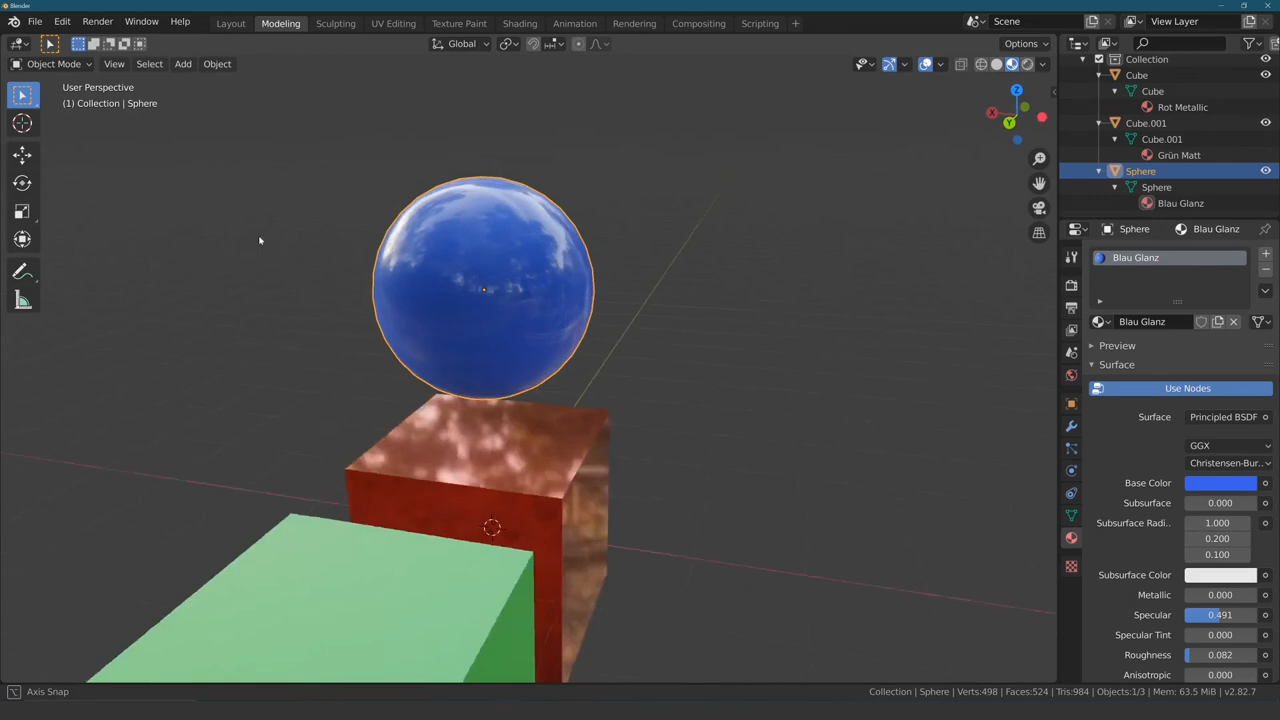 Blender
File Edit Render Window Help
Layout Modeling Sculpting UV Editing Texture Paint Shading Animation Rendering Compositing Scripting +
Scene
View Layer
Global
Options
Object Mode View Select Add Object
User Perspective
(1) Collection | Sphere
Z
X
Y
Collection
Cube
Cube
Rot Metallic
Cube.001
Cube.001
Grün Matt
Sphere
Sphere
Blau Glanz
Sphere Blau Glanz
Blau Glanz
Blau Glanz
Preview
Surface
Use Nodes
Surface Principled BSDF
GGX
Christensen-Bur..
Base Color
Subsurface 0.000
Subsurface Radi.. 1.000
0.200
0.100
Subsurface Color
Metallic 0.000
Specular 0.491
Specular Tint 0.000
Roughness 0.082
Anisotropic 0.000
Axis Snap
Collection | Sphere | Verts:498 | Faces:524 | Tris:984 | Objects:1/3 | Mem: 63.5 MiB | v2.82.7